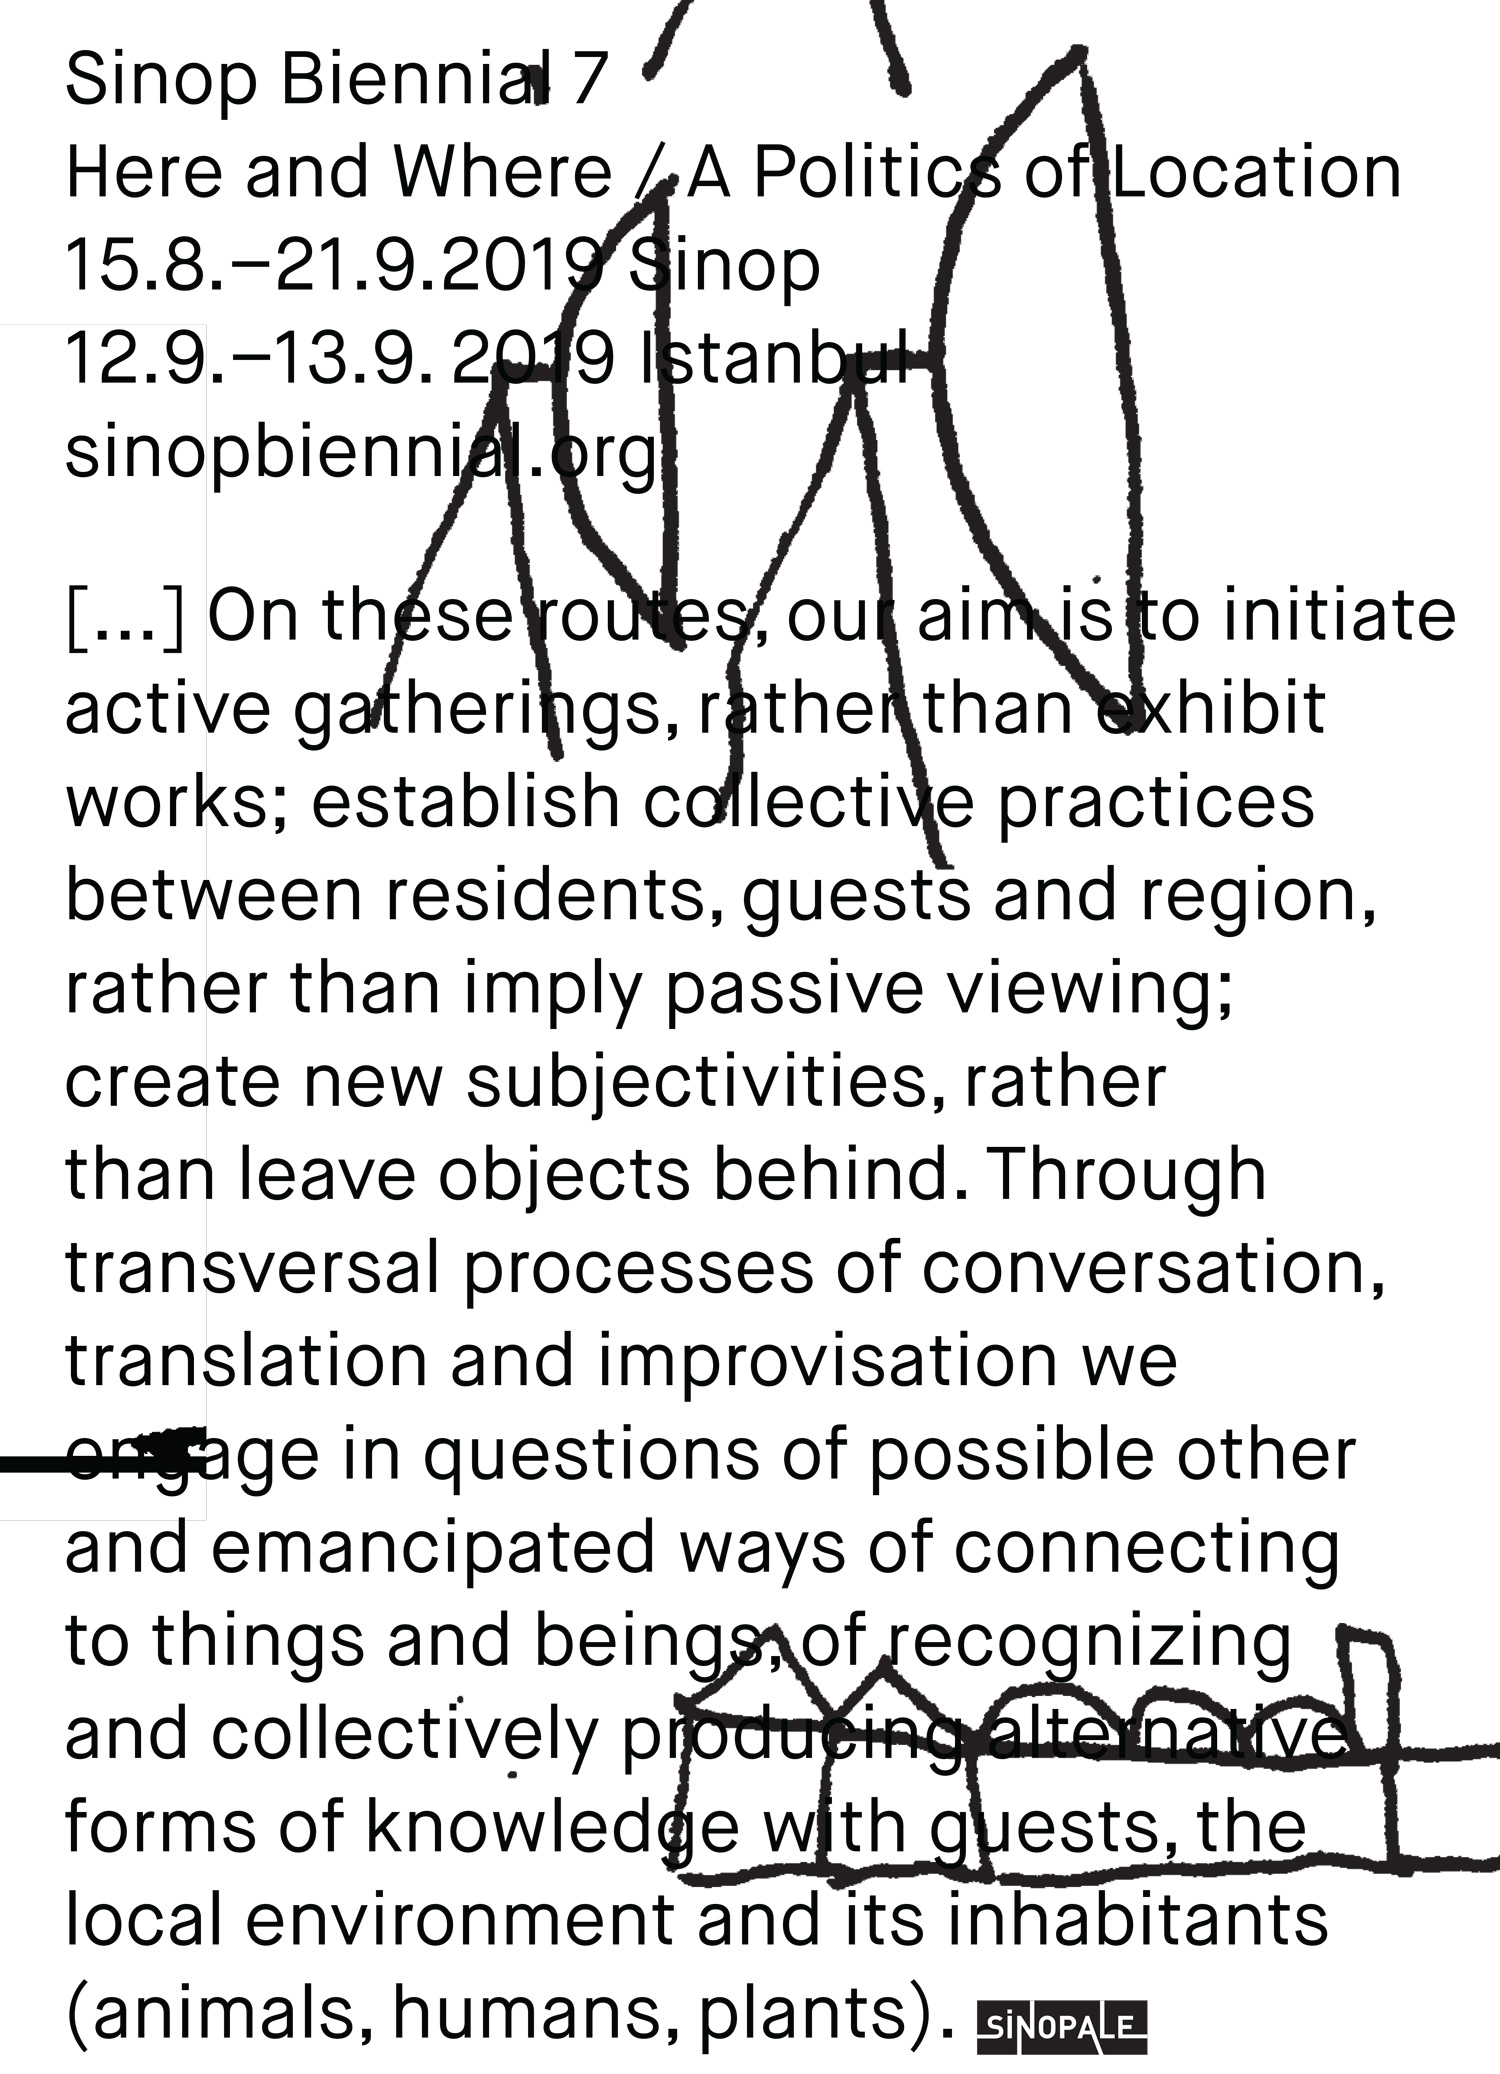 Sinop Biennial 7
Here and Where / A Politics of Location
15.8.–21.9.2019 Sinop
12.9.–13.9. 2019 Istanbul
sinopbiennial.org
[...] On these routes, our aim is to initiate
active gatherings, rather than exhibit
works; establish collective practices
between residents, guests and region,
rather than imply passive viewing;
create new subjectivities, rather
than leave objects behind. Through
transversal processes of conversation,
translation and improvisation we
engage in questions of possible other
and emancipated ways of connecting
to things and beings, of recognizing
and collectively producing alternative
forms of knowledge with guests, the
local environment and its inhabitants
(animals, humans, plants). SİNOPALE